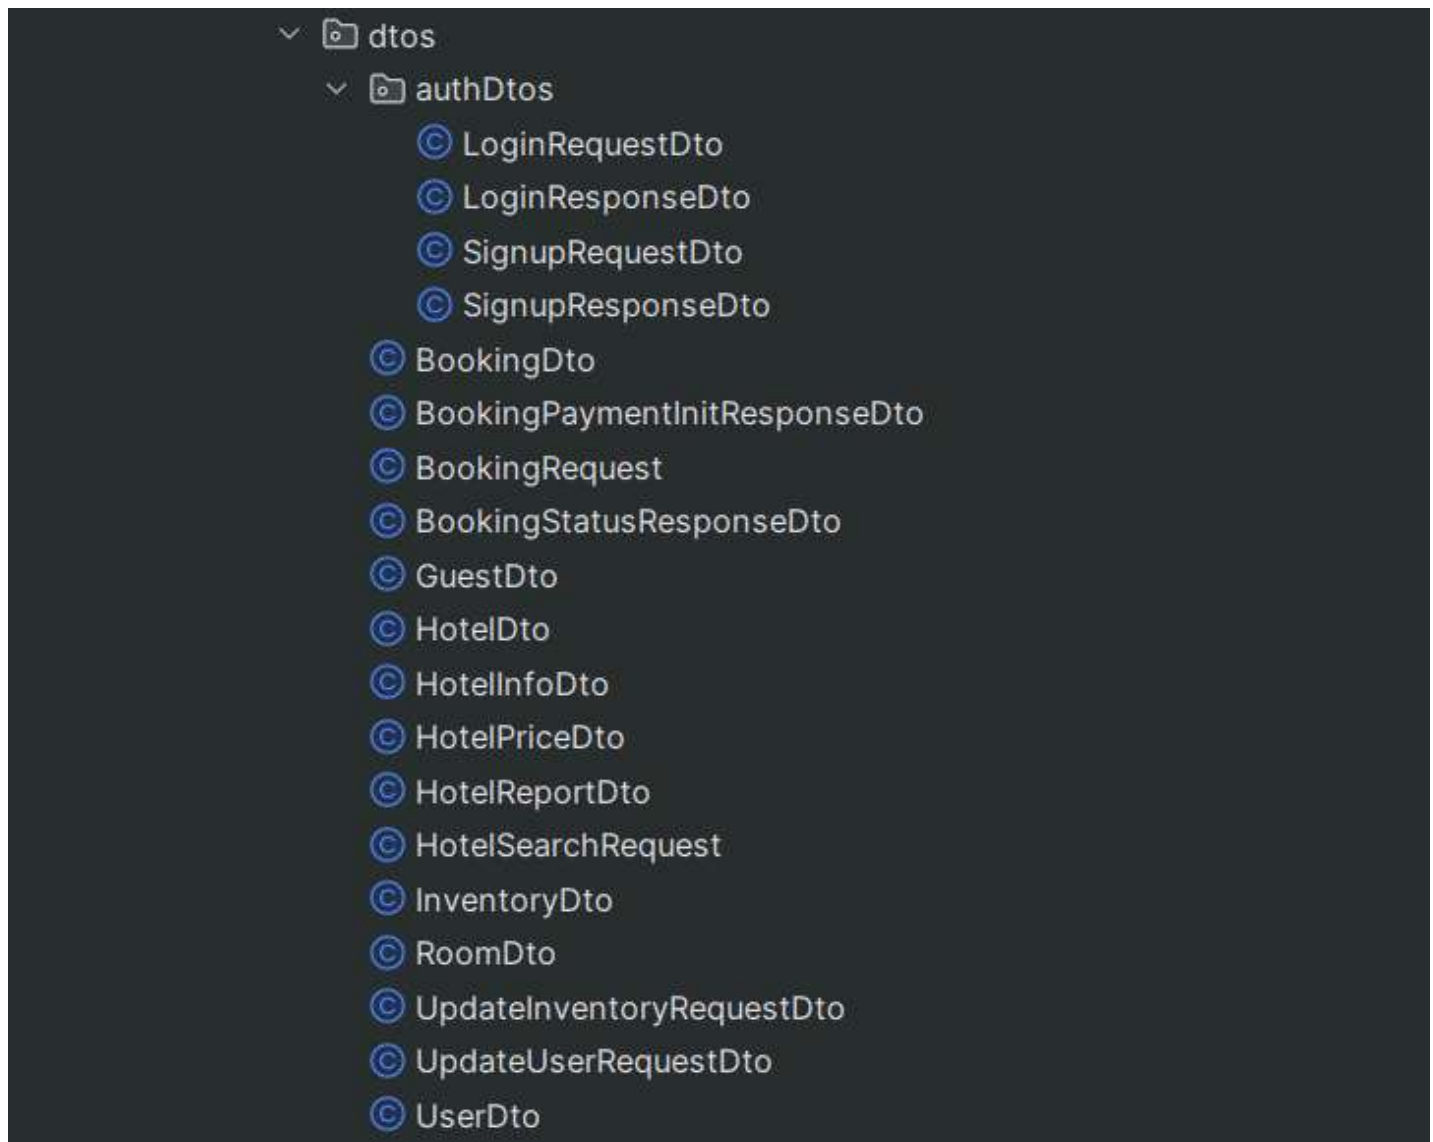 dtos
authDtos
LoginRequestDto
LoginResponseDto
SignupRequestDto
SignupResponseDto
BookingDto
BookingPaymentInitResponseDto
BookingRequest
BookingStatusResponseDto
GuestDto
HotelDto
HotelInfoDto
HotelPriceDto
HotelReportDto
HotelSearchRequest
InventoryDto
RoomDto
UpdateInventoryRequestDto
UpdateUserRequestDto
UserDto